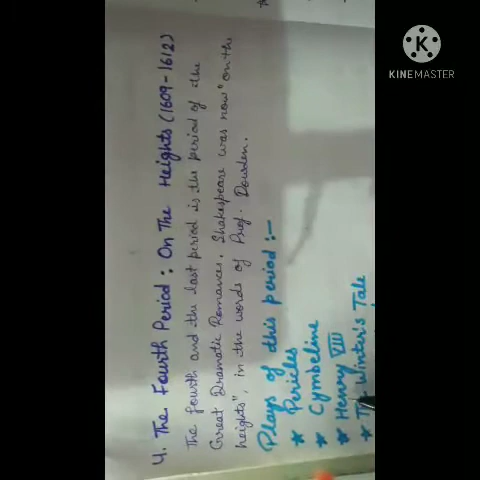 4. The Fourth Period: On The Heights (1609-1612)
The fourth and the last period is the period of the
Great Dramatic Romances. Shakespeare was now "on the
heights", in the words of Prof. Dowden.
Plays of this period :-
* Pericles
* Cymbeline
* Henry VIII
* The Winter's Tale
K
KINEMASTER